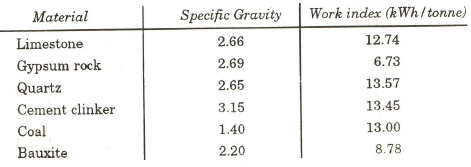 Material Specific Gravity Work index (kWh/tonne)
Limestone 2.66 12.74
Gypsum rock 2.69 6.73
Quartz 2.65 13.57
Cement clinker 3.15 13.45
Coal 1.40 13.00
Bauxite 2.20 8.78